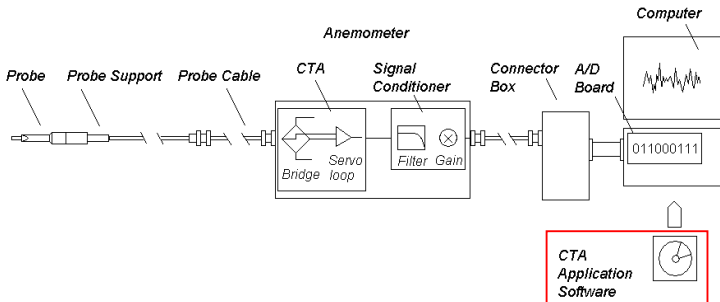 Computer
Anemometer
Probe
Probe Support
Probe Cable
CTA
Signal
Conditioner
Connector
Box
A/D
Board
Bridge
Servo
loop
Filter
Gain
011000111
CTA
Application
Software